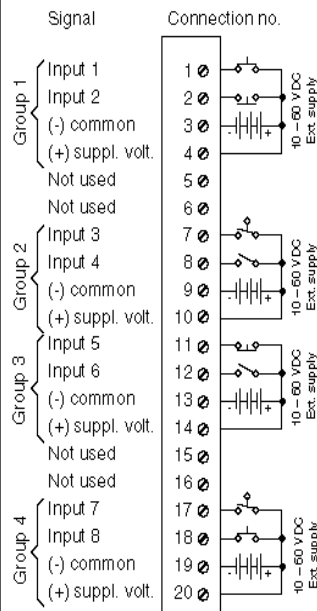 Signal Connection no.
Group 1
Input 1 1
Input 2 2
(-) common 3
(+) suppl. volt. 4
10 – 60 VDC
Ext. supply
Not used 5
Not used 6
Group 2
Input 3 7
Input 4 8
(-) common 9
(+) suppl. volt. 10
10 – 60 VDC
Ext. supply
Group 3
Input 5 11
Input 6 12
(-) common 13
(+) suppl. volt. 14
10 – 60 VDC
Ext. supply
Not used 15
Not used 16
Group 4
Input 7 17
Input 8 18
(-) common 19
(+) suppl. volt. 20
10 – 60 VDC
Ext. supply